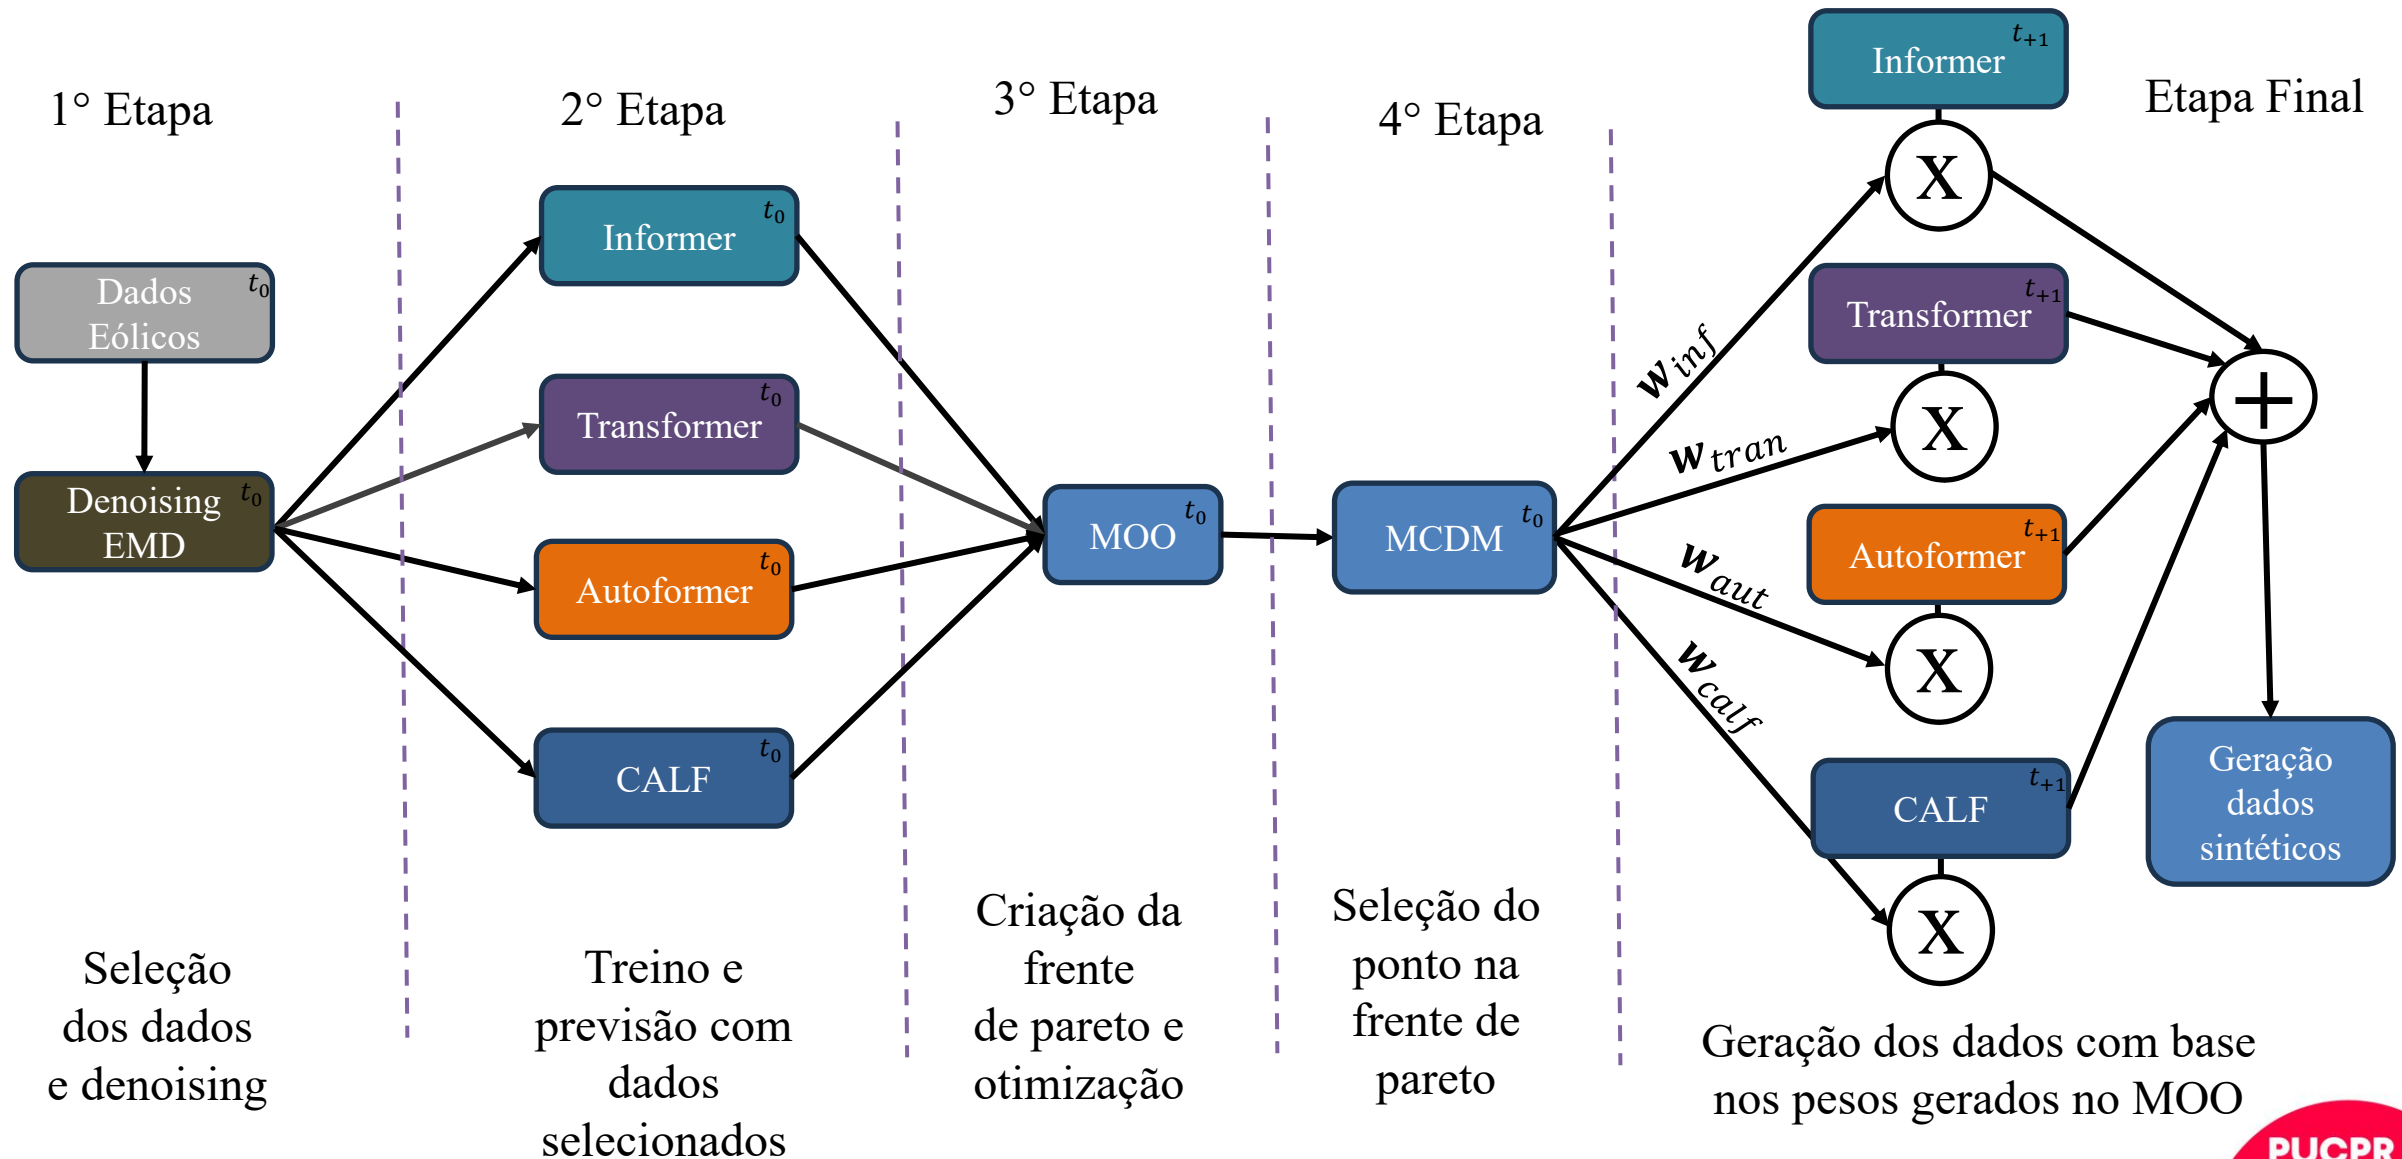 1° Etapa
Dados
Eólicos
t0
Denoising
EMD
t0
Seleção
dos dados
e denoising
2° Etapa
Informer
t0
Transformer
t0
Autoformer
t0
CALF
t0
Treino e
previsão com
dados
selecionados
3° Etapa
MOO
t0
Criação da
frente
de pareto e
otimização
4° Etapa
MCDM
t0
Seleção do
ponto na
frente de
pareto
Etapa Final
winf
wtran
waut
wcalf
Informer
t+1
X
Transformer
t+1
X
Autoformer
t+1
X
CALF
t+1
X
+
Geração
dados
sintéticos
Geração dos dados com base
nos pesos gerados no MOO
PUCPR